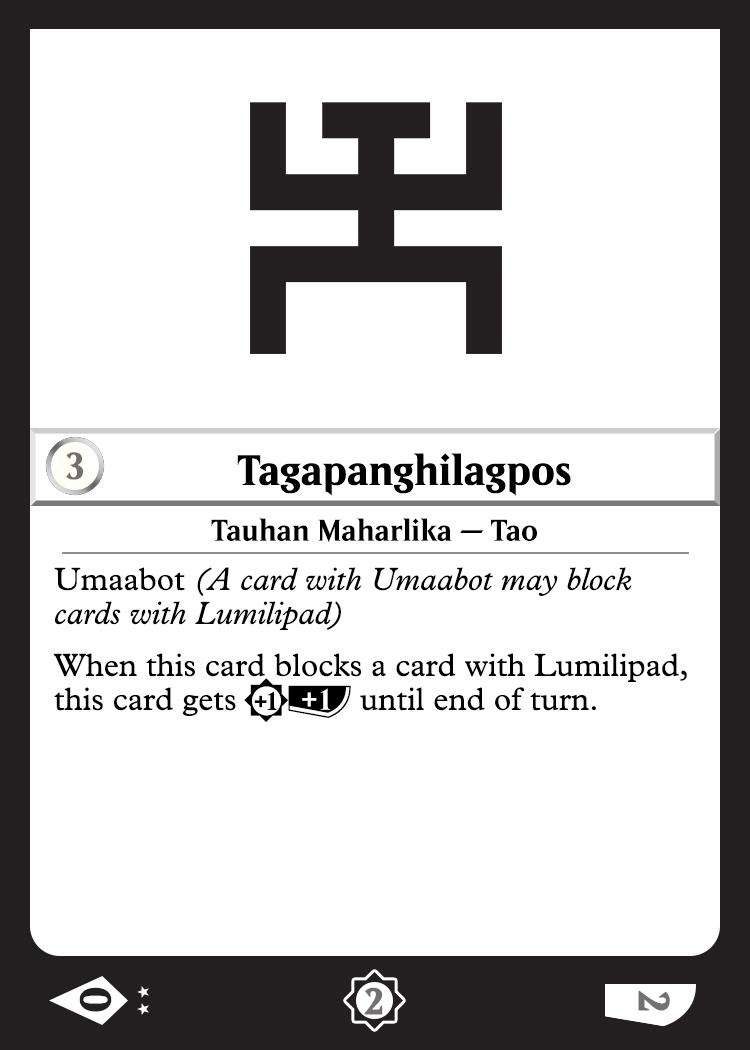 3
Tagapanghilagpos
Tauhan Maharlika — Tao
Umaabot (A card with Umaabot may block
cards with Lumilipad)
When this card blocks a card with Lumilipad,
this card gets +1 +1 until end of turn.
0 2 2